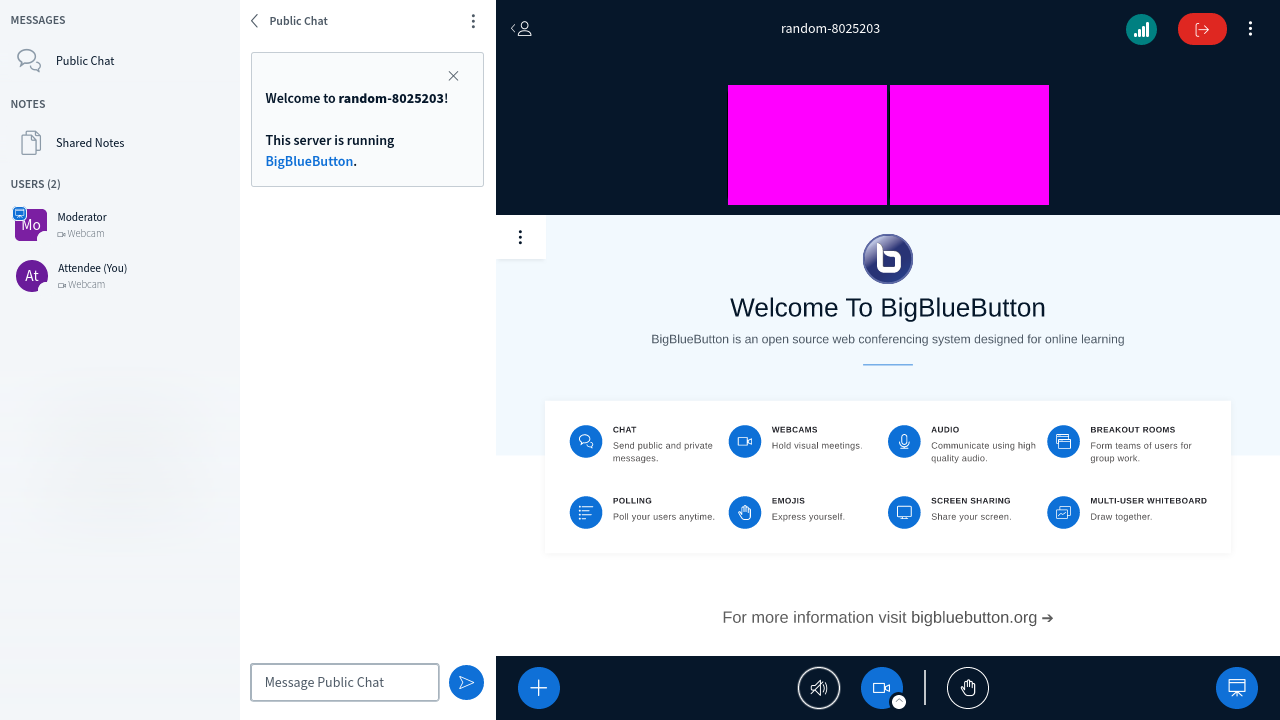 MESSAGES
Public Chat
NOTES
Shared Notes
USERS (2)
Mo
Moderator
Webcam
At
Attendee (You)
Webcam
Public Chat
Welcome to random-8025203!
This server is running
BigBlueButton.
Message Public Chat
random-8025203
Welcome To BigBlueButton
BigBlueButton is an open source web conferencing system designed for online learning
CHAT
Send public and private
messages.
WEBCAMS
Hold visual meetings.
AUDIO
Communicate using high
quality audio.
BREAKOUT ROOMS
Form teams of users for
group work.
POLLING
Poll your users anytime.
EMOJIS
Express yourself.
SCREEN SHARING
Share your screen.
MULTI-USER WHITEBOARD
Draw together.
For more information visit bigbluebutton.org →